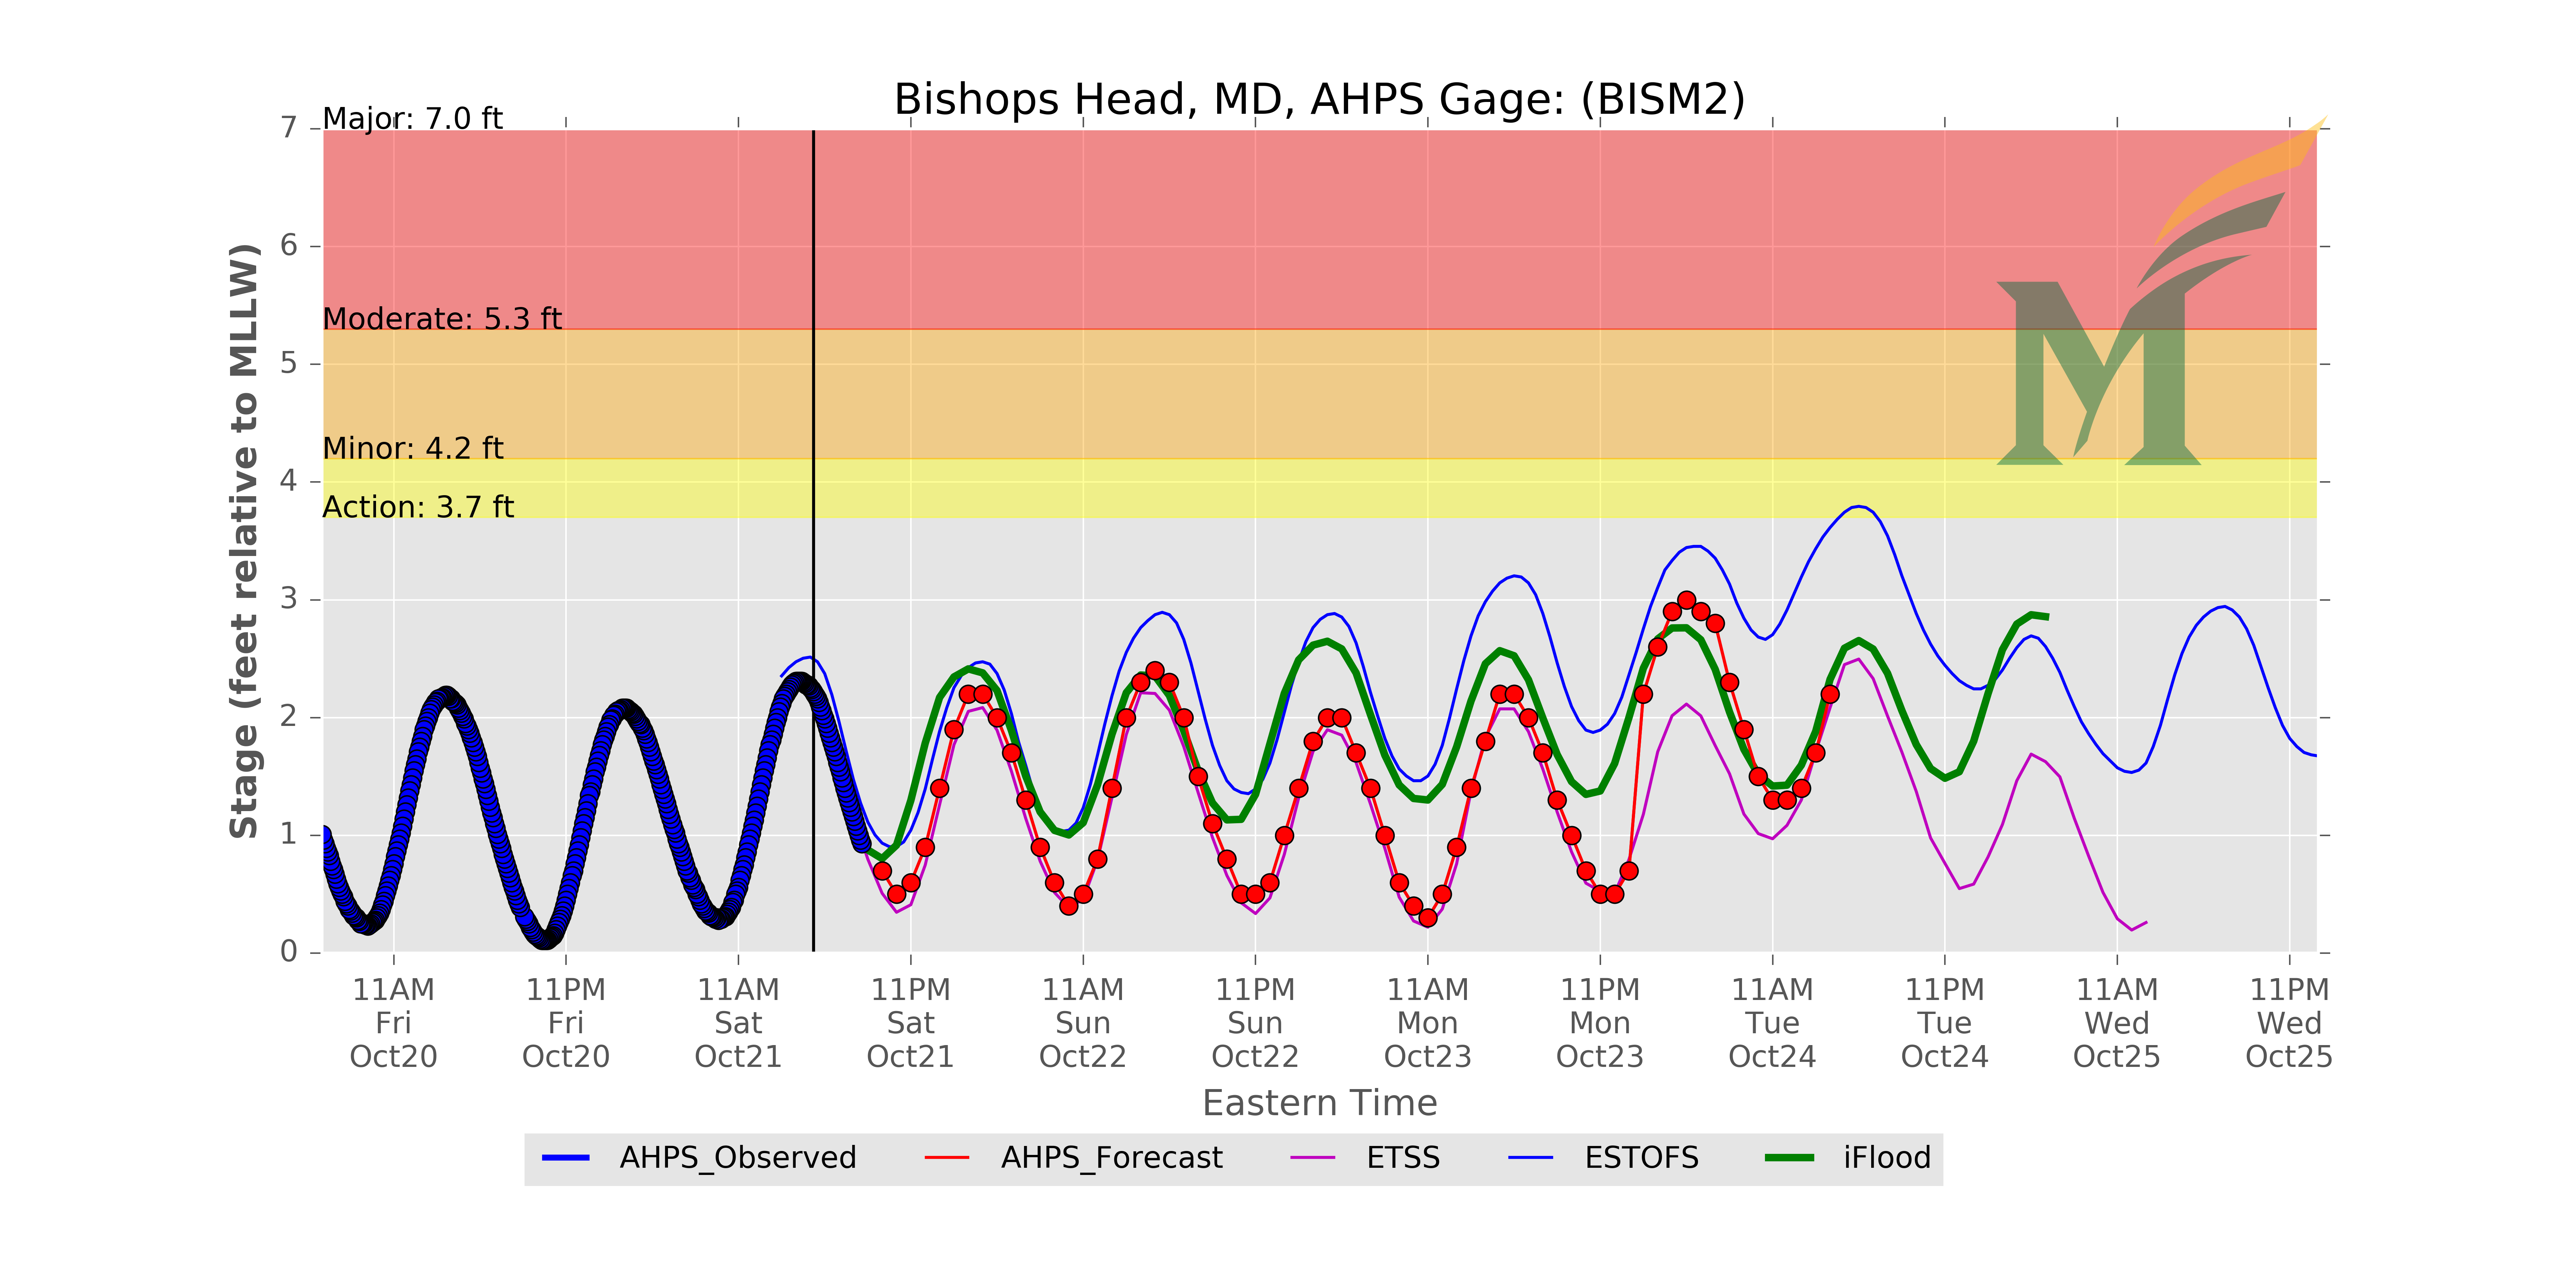 Bishops Head, MD, AHPS Gage: (BISM2)
Stage (feet relative to MLLW)
7
6
5
4
3
2
1
0
Major: 7.0 ft
Moderate: 5.3 ft
Minor: 4.2 ft
Action: 3.7 ft
M
11AM Fri Oct20
11PM Fri Oct20
11AM Sat Oct21
11PM Sat Oct21
11AM Sun Oct22
11PM Sun Oct22
11AM Mon Oct23
11PM Mon Oct23
11AM Tue Oct24
11PM Tue Oct24
11AM Wed Oct25
11PM Wed Oct25
Eastern Time
AHPS_Observed
AHPS_Forecast
ETSS
ESTOFS
iFlood